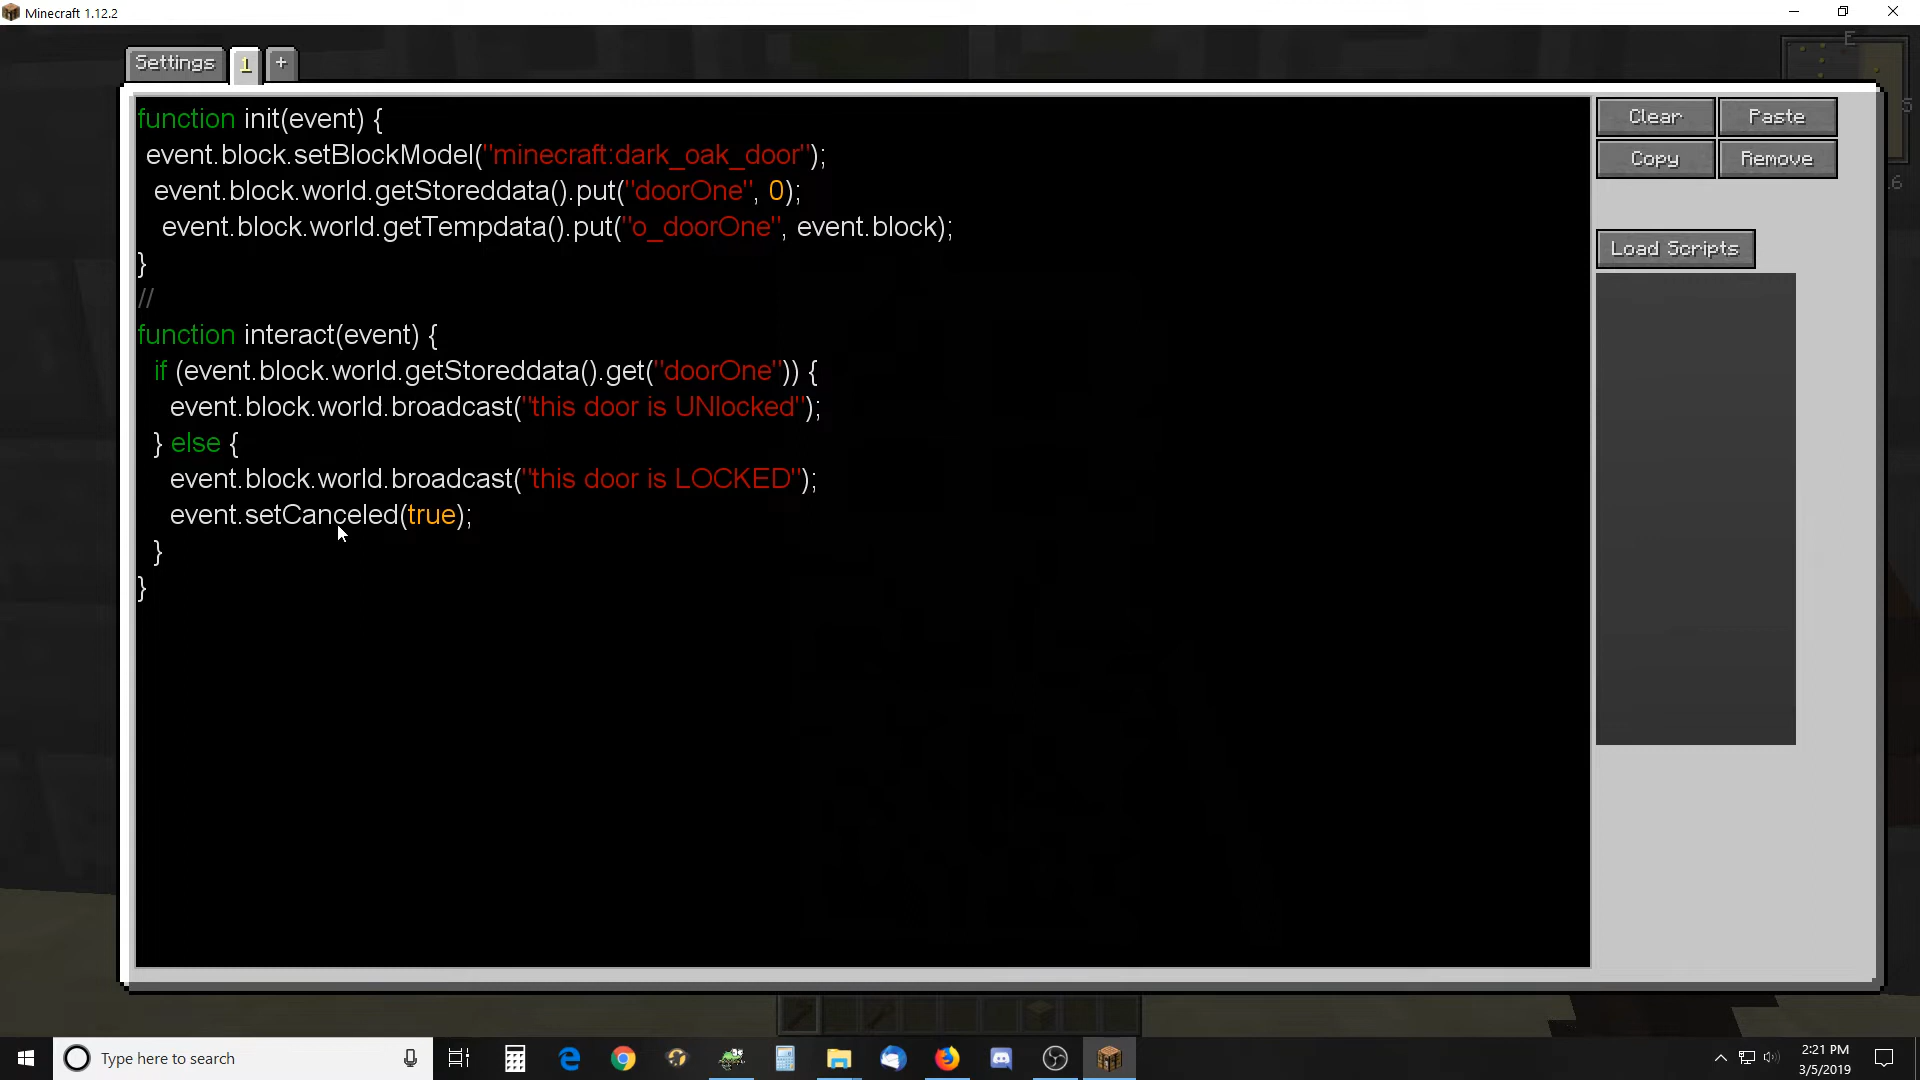 Minecraft 1.12.2
E
Settings
1
+
S
function init(event) {
event.block.setBlockModel("minecraft:dark_oak_door");
event.block.world.getStoreddata().put("doorOne", 0);
event.block.world.getTempdata().put("o_doorOne", event.block);
}
//
function interact(event) {
if (event.block.world.getStoreddata().get("doorOne")) {
event.block.world.broadcast("this door is UNlocked");
} else {
event.block.world.broadcast("this door is LOCKED");
event.setCanceled(true);
}
}
Clear
Paste
Copy
Remove
.6
Load Scripts
Type here to search
2:21 PM
3/5/2019